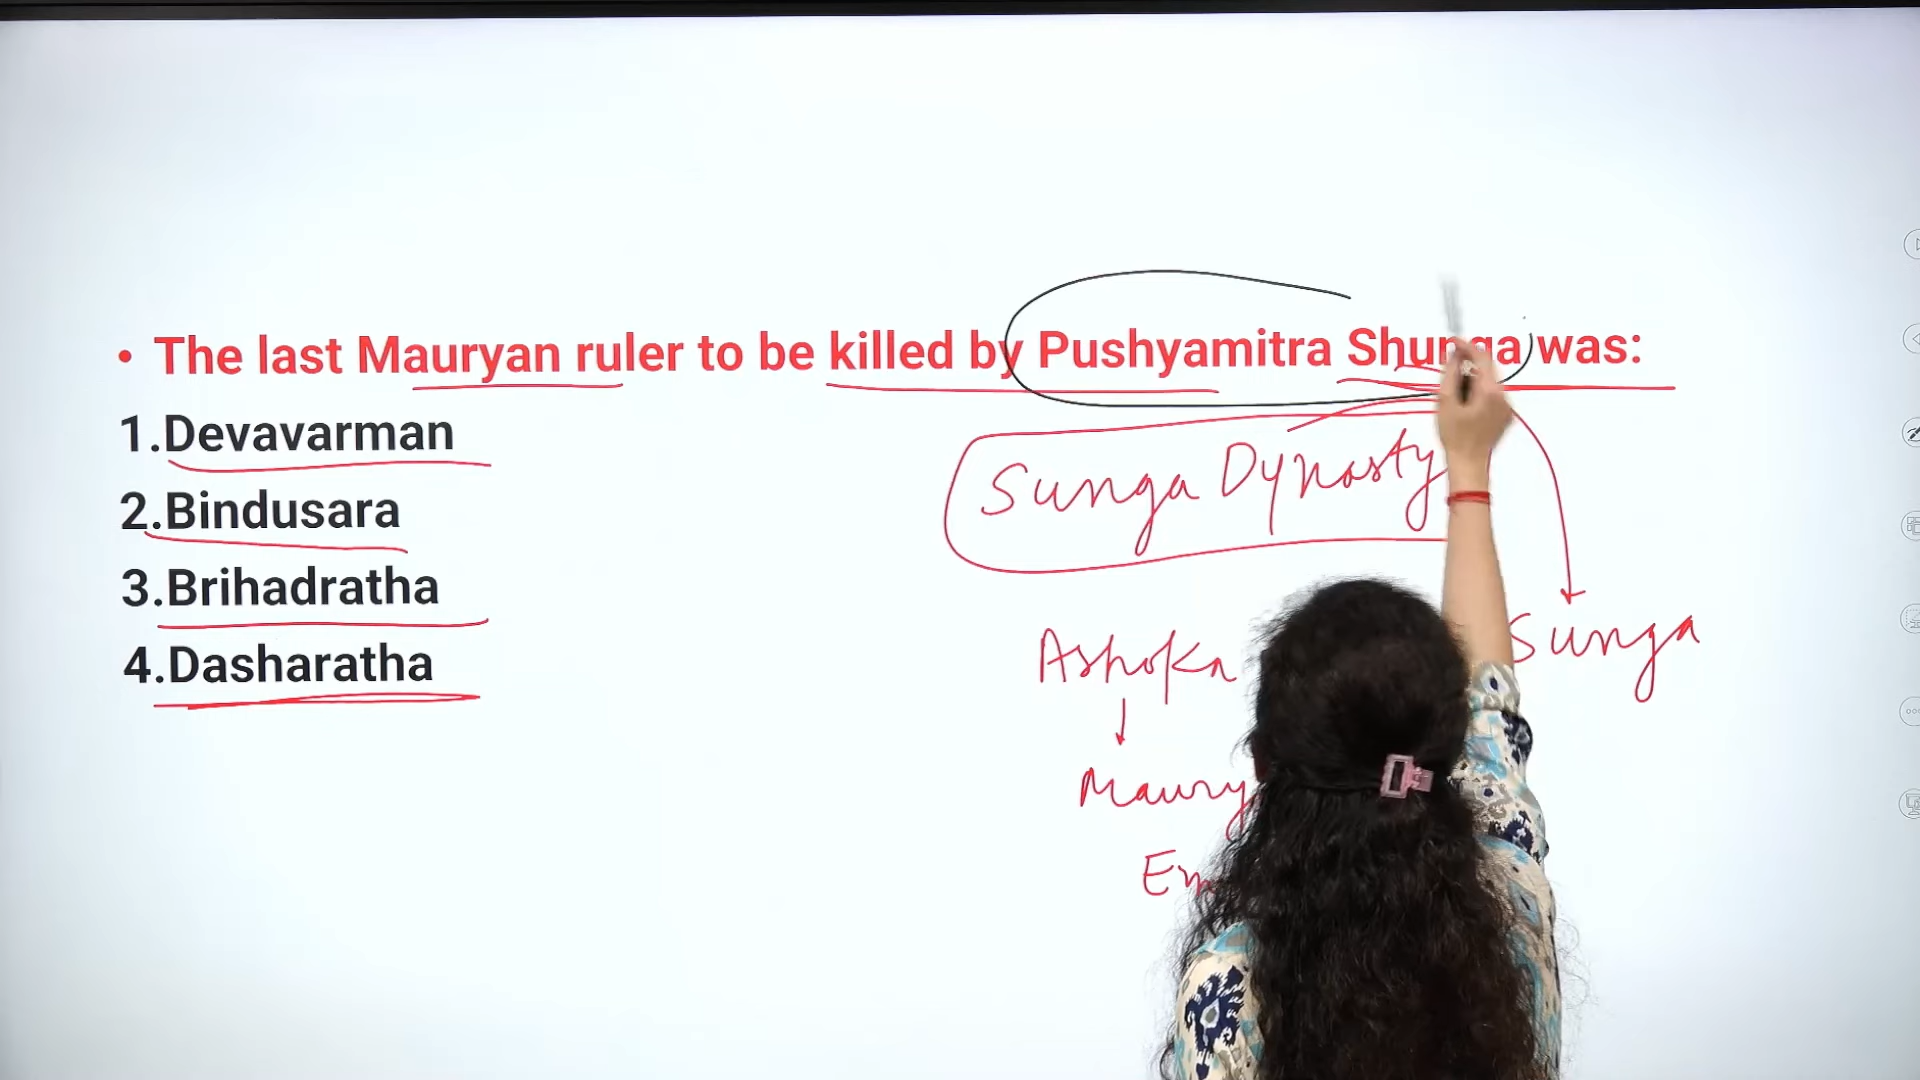 • The last Mauryan ruler to be killed by Pushyamitra Shunga was:
1.Devavarman
2.Bindusara
3.Brihadratha
4.Dasharatha
Sunga Dynasty
Ashoka
Sunga